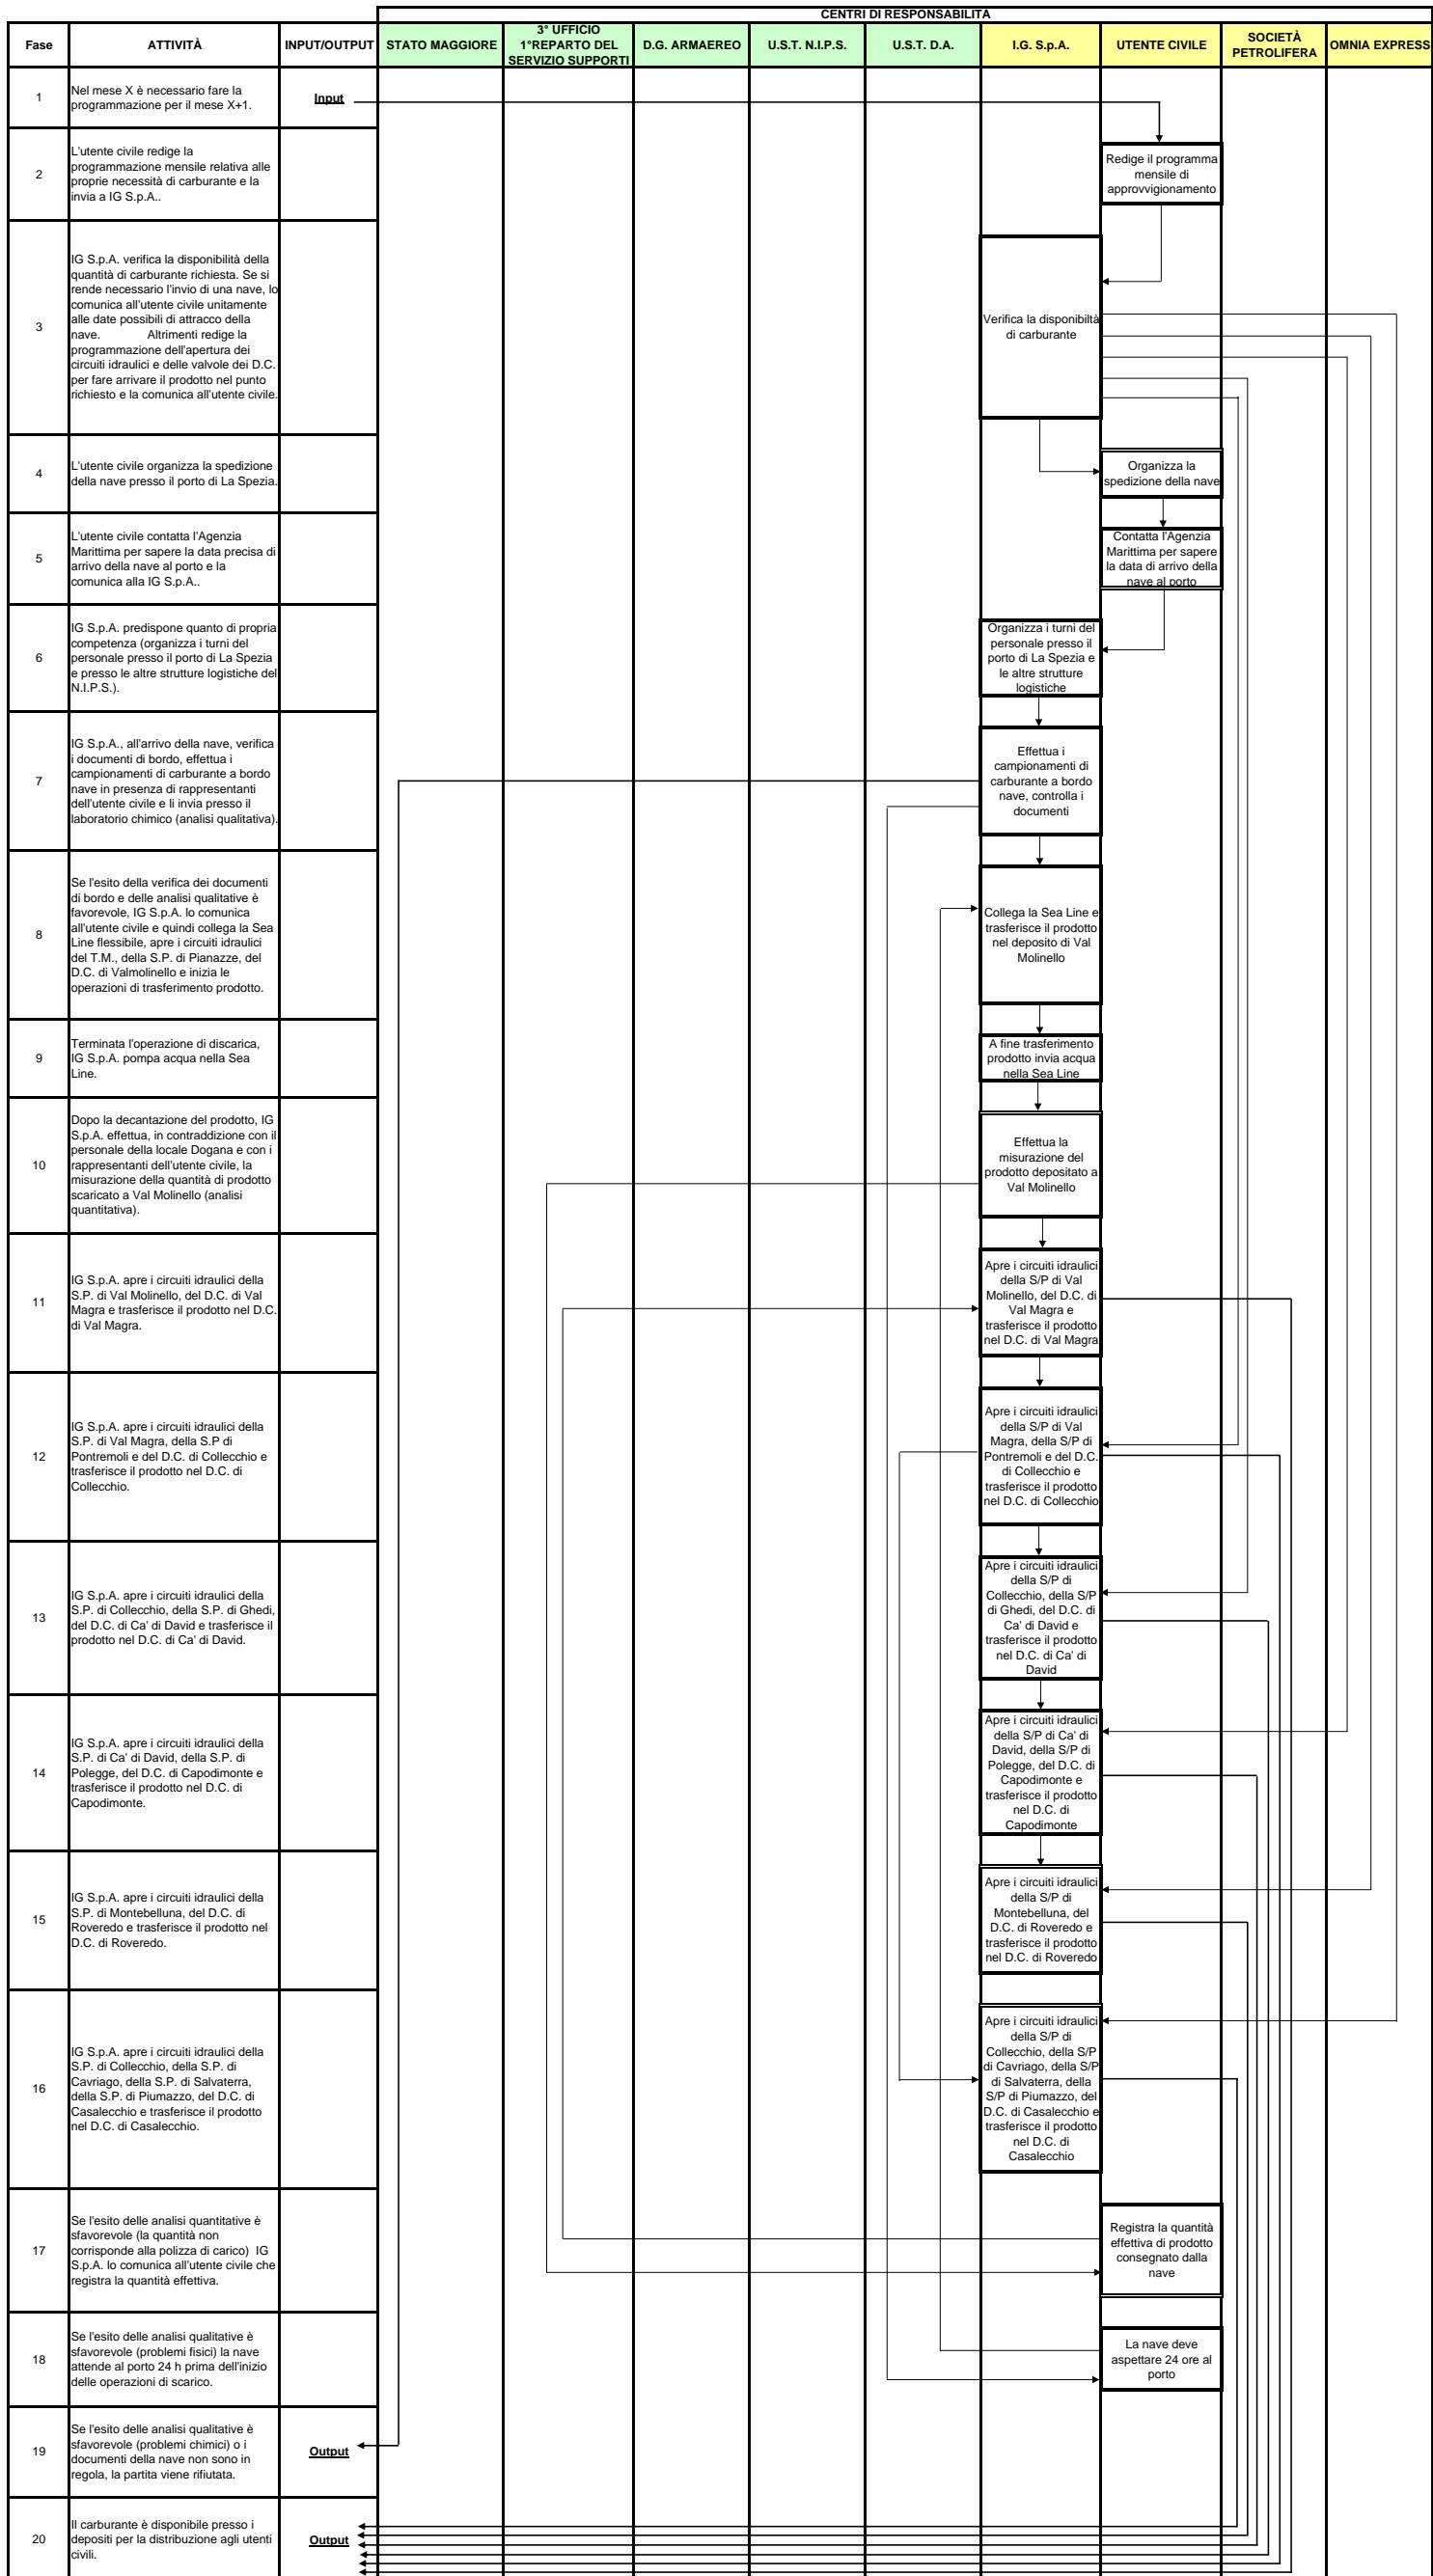 CENTRI DI RESPONSABILITÀ
Fase
ATTIVITÀ
INPUT/OUTPUT
STATO MAGGIORE
3° UFFICIO
1°REPARTO DEL
SERVIZIO SUPPORTI
D.G. ARMAEREO
U.S.T. N.I.P.S.
U.S.T. D.A.
I.G. S.p.A.
UTENTE CIVILE
SOCIETÀ
PETROLIFERA
OMNIA EXPRESS
1
Nel mese X è necessario fare la
programmazione per il mese X+1.
Input
2
L'utente civile redige la
programmazione mensile relativa alle
proprie necessità di carburante e la
invia a IG S.p.A..
Redige il programma
mensile di
approvvigionamento
3
IG S.p.A. verifica la disponibilità della
quantità di carburante richiesta. Se si
rende necessario l'invio di una nave, lo
comunica all'utente civile unitamente
alle date possibili di attracco della
nave. Altrimenti redige la
programmazione dell'apertura dei
circuiti idraulici e delle valvole dei D.C.
per fare arrivare il prodotto nel punto
richiesto e la comunica all'utente civile.
Verifica la disponibiltà
di carburante
4
L'utente civile organizza la spedizione
della nave presso il porto di La Spezia.
Organizza la
spedizione della nave
5
L'utente civile contatta l'Agenzia
Marittima per sapere la data precisa di
arrivo della nave al porto e la
comunica alla IG S.p.A..
Contatta l'Agenzia
Marittima per sapere
la data di arrivo della
nave al porto
6
IG S.p.A. predispone quanto di propria
competenza (organizza i turni del
personale presso il porto di La Spezia
e presso le altre strutture logistiche del
N.I.P.S.).
Organizza i turni del
personale presso il
porto di La Spezia e
le altre strutture
logistiche
7
IG S.p.A., all'arrivo della nave, verifica
i documenti di bordo, effettua i
campionamenti di carburante a bordo
nave in presenza di rappresentanti
dell'utente civile e li invia presso il
laboratorio chimico (analisi qualitativa).
Effettua i
campionamenti di
carburante a bordo
nave, controlla i
documenti
8
Se l'esito della verifica dei documenti
di bordo e delle analisi qualitative è
favorevole, IG S.p.A. lo comunica
all'utente civile e quindi collega la Sea
Line flessibile, apre i circuiti idraulici
del T.M., della S.P. di Pianazze, del
D.C. di Valmolinello e inizia le
operazioni di trasferimento prodotto.
Collega la Sea Line e
trasferisce il prodotto
nel deposito di Val
Molinello
9
Terminata l'operazione di discarica,
IG S.p.A. pompa acqua nella Sea
Line.
A fine trasferimento
prodotto invia acqua
nella Sea Line
10
Dopo la decantazione del prodotto, IG
S.p.A. effettua, in contraddizione con il
personale della locale Dogana e con i
rappresentanti dell'utente civile, la
misurazione della quantità di prodotto
scaricato a Val Molinello (analisi
quantitativa).
Effettua la
misurazione del
prodotto depositato a
Val Molinello
11
IG S.p.A. apre i circuiti idraulici della
S.P. di Val Molinello, del D.C. di Val
Magra e trasferisce il prodotto nel D.C.
di Val Magra.
Apre i circuiti idraulici
della S/P di Val
Molinello, del D.C. di
Val Magra e
trasferisce il prodotto
nel D.C. di Val Magra
12
IG S.p.A. apre i circuiti idraulici della
S.P. di Val Magra, della S.P di
Pontremoli e del D.C. di Collecchio e
trasferisce il prodotto nel D.C. di
Collecchio.
Apre i circuiti idraulici
della S/P di Val
Magra, della S/P di
Pontremoli e del D.C.
di Collecchio e
trasferisce il prodotto
nel D.C. di Collecchio
13
IG S.p.A. apre i circuiti idraulici della
S.P. di Collecchio, della S.P. di Ghedi,
del D.C. di Ca' di David e trasferisce il
prodotto nel D.C. di Ca' di David.
Apre i circuiti idraulici
della S/P di
Collecchio, della S/P
di Ghedi, del D.C. di
Ca' di David e
trasferisce il prodotto
nel D.C. di Ca' di
David
14
IG S.p.A. apre i circuiti idraulici della
S.P. di Ca' di David, della S.P. di
Polegge, del D.C. di Capodimonte e
trasferisce il prodotto nel D.C. di
Capodimonte.
Apre i circuiti idraulici
della S/P di Ca' di
David, della S/P di
Polegge, del D.C. di
Capodimonte e
trasferisce il prodotto
nel D.C. di
Capodimonte
15
IG S.p.A. apre i circuiti idraulici della
S.P. di Montebelluna, del D.C. di
Roveredo e trasferisce il prodotto nel
D.C. di Roveredo.
Apre i circuiti idraulici
della S/P di
Montebelluna, del
D.C. di Roveredo e
trasferisce il prodotto
nel D.C. di Roveredo
16
IG S.p.A. apre i circuiti idraulici della
S.P. di Collecchio, della S.P. di
Cavriago, della S.P. di Salvaterra,
della S.P. di Piumazzo, del D.C. di
Casalecchio e trasferisce il prodotto
nel D.C. di Casalecchio.
Apre i circuiti idraulici
della S/P di
Collecchio, della S/P
di Cavriago, della S/P
di Salvaterra, della
S/P di Piumazzo, del
D.C. di Casalecchio e
trasferisce il prodotto
nel D.C. di
Casalecchio
17
Se l'esito delle analisi quantitative è
sfavorevole (la quantità non
corrisponde alla polizza di carico) IG
S.p.A. lo comunica all'utente civile che
registra la quantità effettiva.
Registra la quantità
effettiva di prodotto
consegnato dalla
nave
18
Se l'esito delle analisi qualitative è
sfavorevole (problemi fisici) la nave
attende al porto 24 h prima dell'inizio
delle operazioni di scarico.
La nave deve
aspettare 24 ore al
porto
19
Se l'esito delle analisi qualitative è
sfavorevole (problemi chimici) o i
documenti della nave non sono in
regola, la partita viene rifiutata.
Output
20
Il carburante è disponibile presso i
depositi per la distribuzione agli utenti
civili.
Output